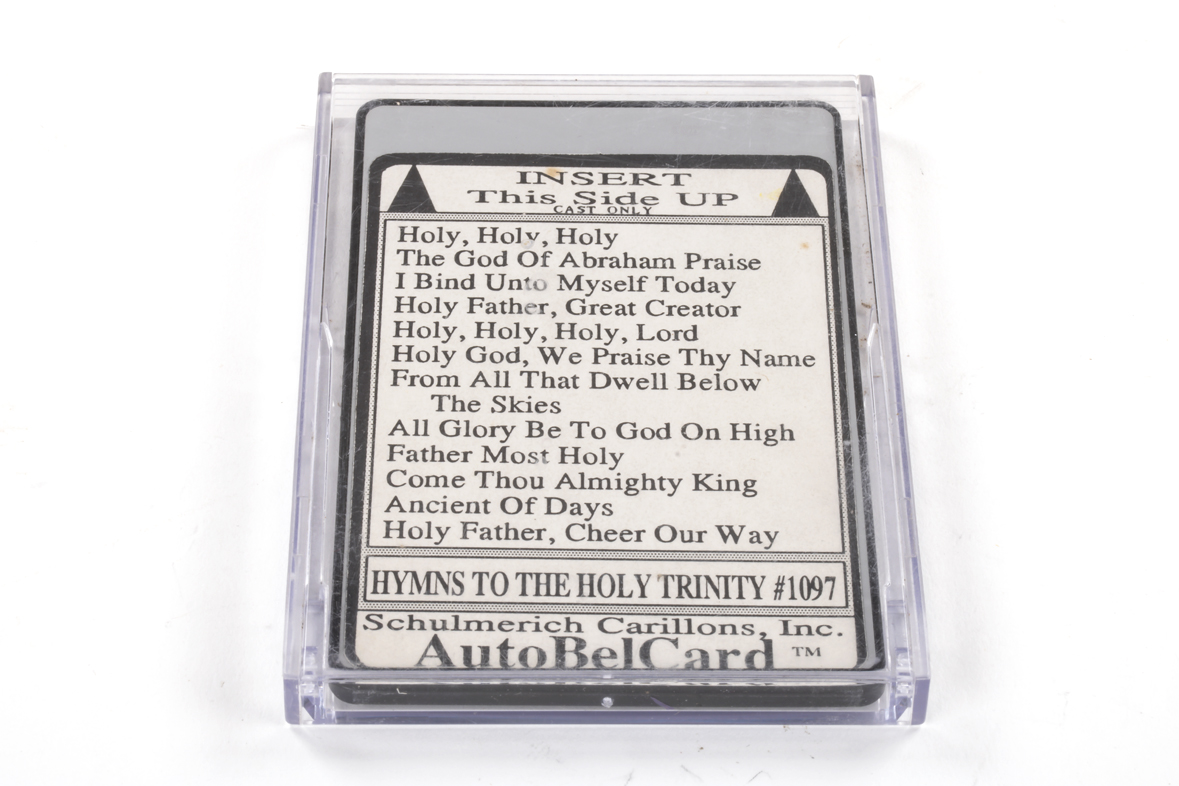 INSERT
This Side UP
CAST ONLY
Holy, Holy, Holy
The God Of Abraham Praise
I Bind Unto Myself Today
Holy Father, Great Creator
Holy, Holy, Holy, Lord
Holy God, We Praise Thy Name
From All That Dwell Below
The Skies
All Glory Be To God On High
Father Most Holy
Come Thou Almighty King
Ancient Of Days
Holy Father, Cheer Our Way
HYMNS TO THE HOLY TRINITY #1097
Schulmerich Carillons, Inc.
AutoBelCard ™